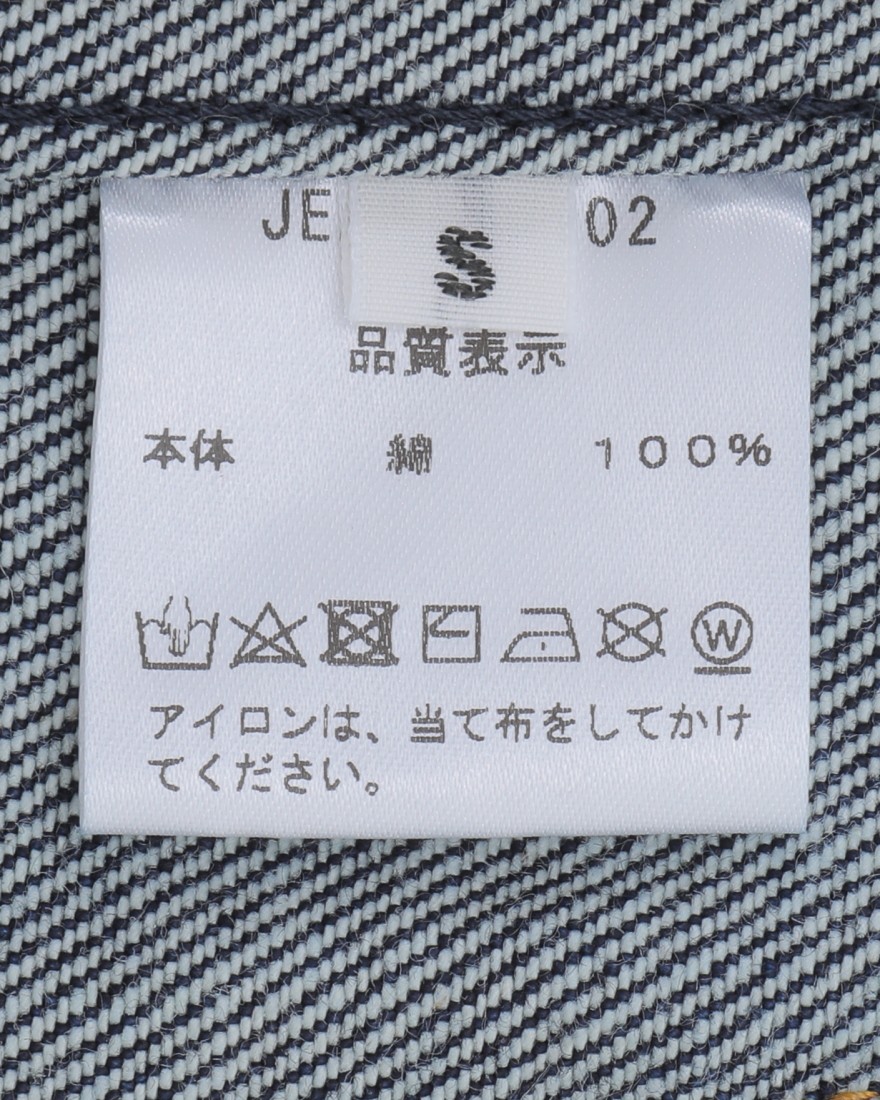 JE S 02
品質表示
本体 綿 100%
W
アイロンは、当て布をしてかけ
てください。